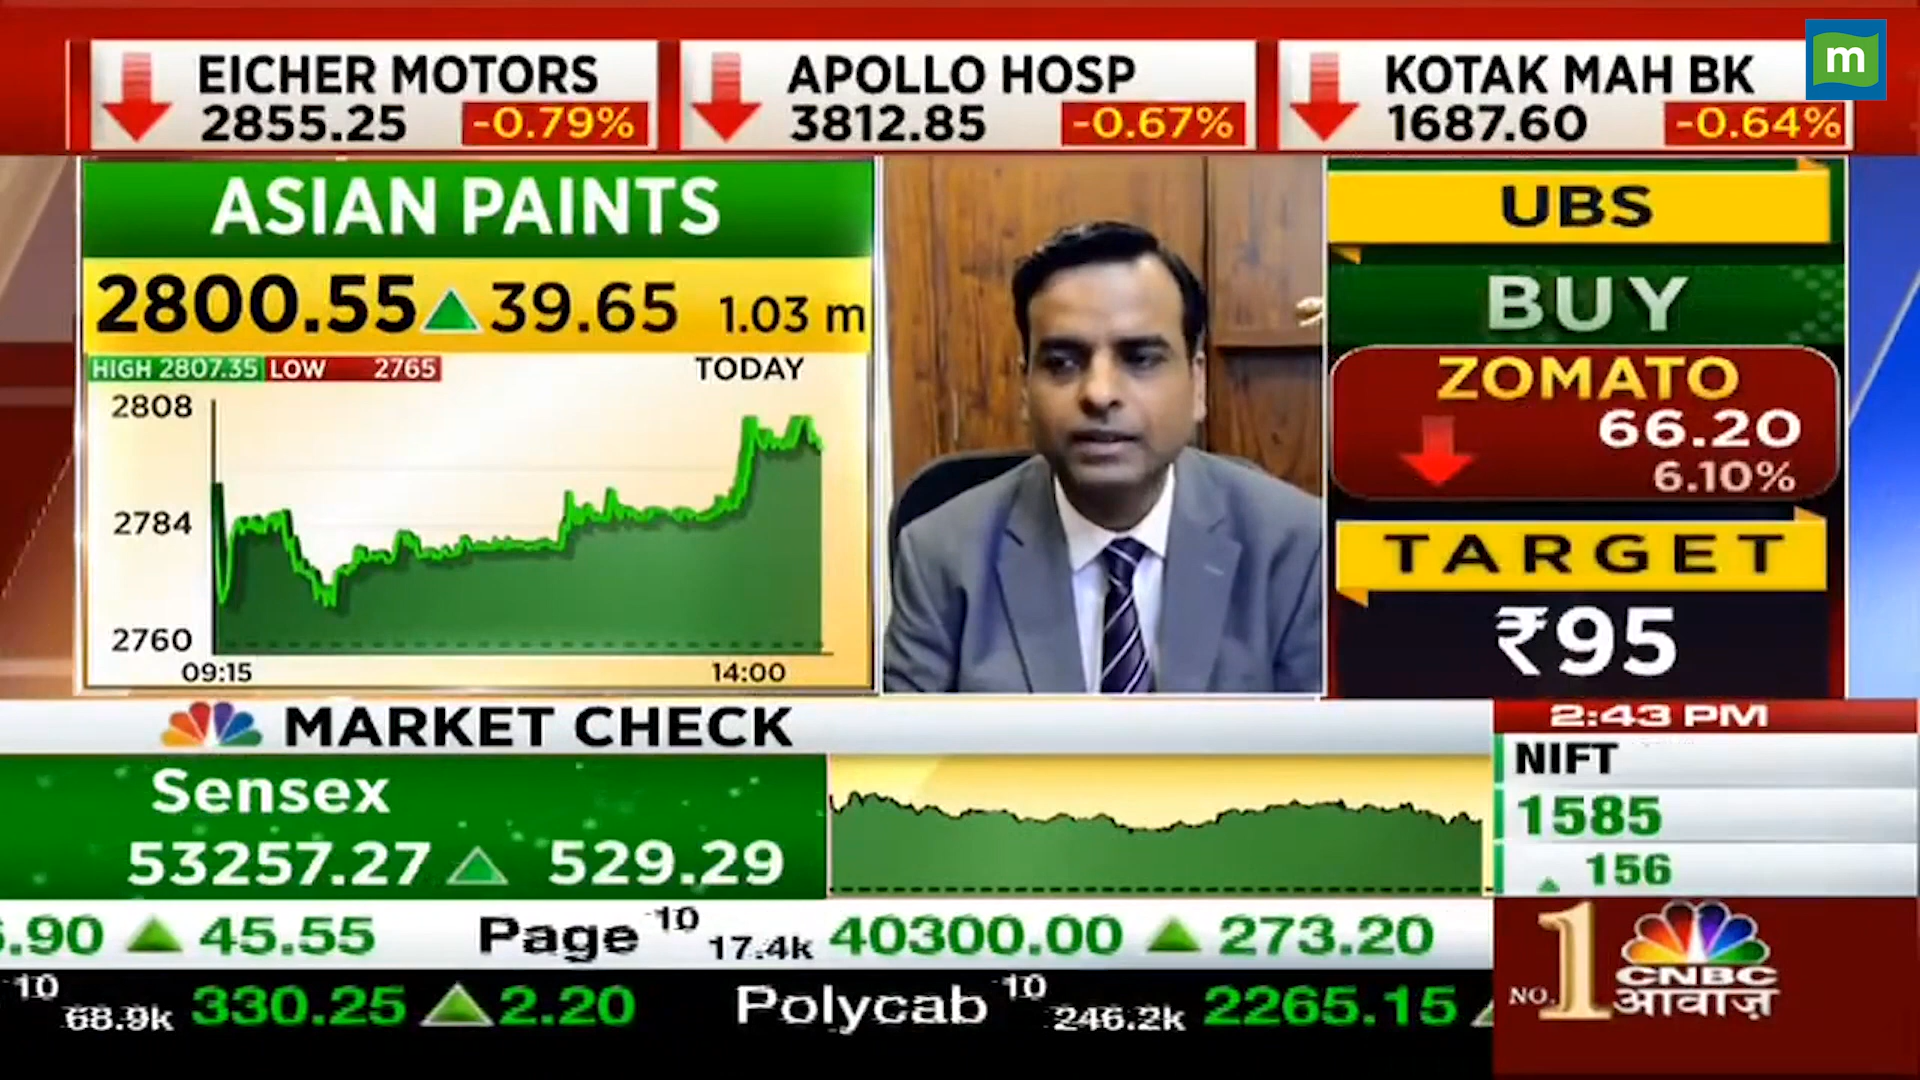 EICHER MOTORS
2855.25 -0.79%
APOLLO HOSP
3812.85 -0.67%
KOTAK MAH BK
1687.60 -0.64%
m
ASIAN PAINTS
2800.55 39.65 1.03 m
HIGH 2807.35 LOW 2765
TODAY
2808
2784
2760
09:15 14:00
UBS
BUY
ZOMATO
66.20
6.10%
TARGET
₹95
MARKET CHECK
Sensex
53257.27 529.29
2:43 PM
NIFT
1585
156
.90 45.55 Page 10 17.4k 40300.00 273.20
10 68.9k 330.25 2.20 Polycab 10 246.2k 2265.15
NO.1 CNBC
आवाज़